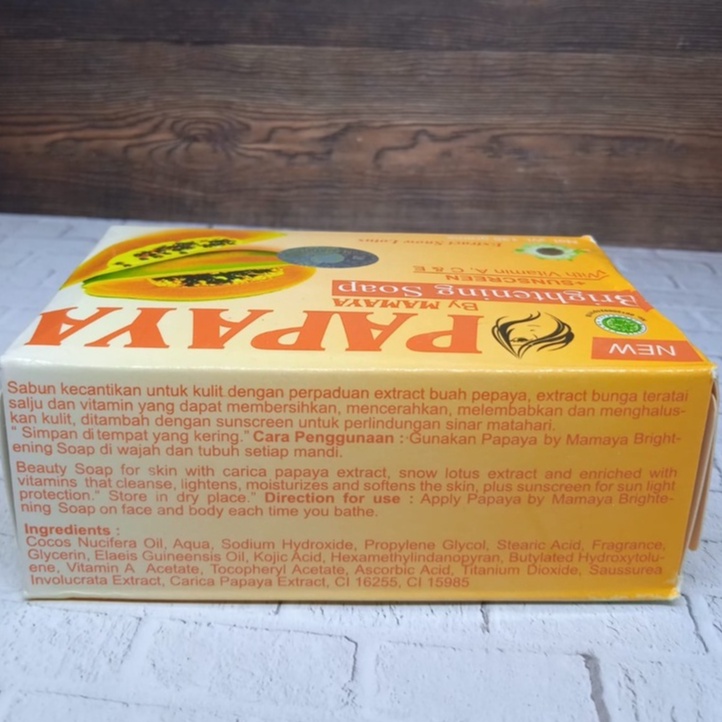 Extract Snow Lotus
With Vitamin A, C & E
+SUNSCREEN
Brightening Soap
By MAMAYA
PAPAYA
NEW
Sabun kecantikan untuk kulit dengan perpaduan extract buah pepaya, extract bunga teratai
salju dan vitamin yang dapat membersihkan, mencerahkan, melembabkan dan menghalus-
kan kulit, ditambah dengan sunscreen untuk perlindungan sinar matahari.
" Simpan di tempat yang kering." Cara Penggunaan : Gunakan Papaya by Mamaya Bright-
ening Soap di wajah dan tubuh setiap mandi.
Beauty Soap for skin with carica papaya extract, snow lotus extract and enriched with
vitamins that cleanse, lightens, moisturizes and softens the skin, plus sunscreen for sun light
protection." Store in dry place." Direction for use : Apply Papaya by Mamaya Brighte-
ning Soap on face and body each time you bathe.
Ingredients :
Cocos Nucifera Oil, Aqua, Sodium Hydroxide, Propylene Glycol, Stearic Acid, Fragrance,
Glycerin, Elaeis Guineensis Oil, Kojic Acid, Hexamethylindanopyran, Butylated Hydroxytolu-
ene, Vitamin A Acetate, Tocopheryl Acetate, Ascorbic Acid, Titanium Dioxide, Saussurea
Involucrata Extract, Carica Papaya Extract, CI 16255, CI 15985